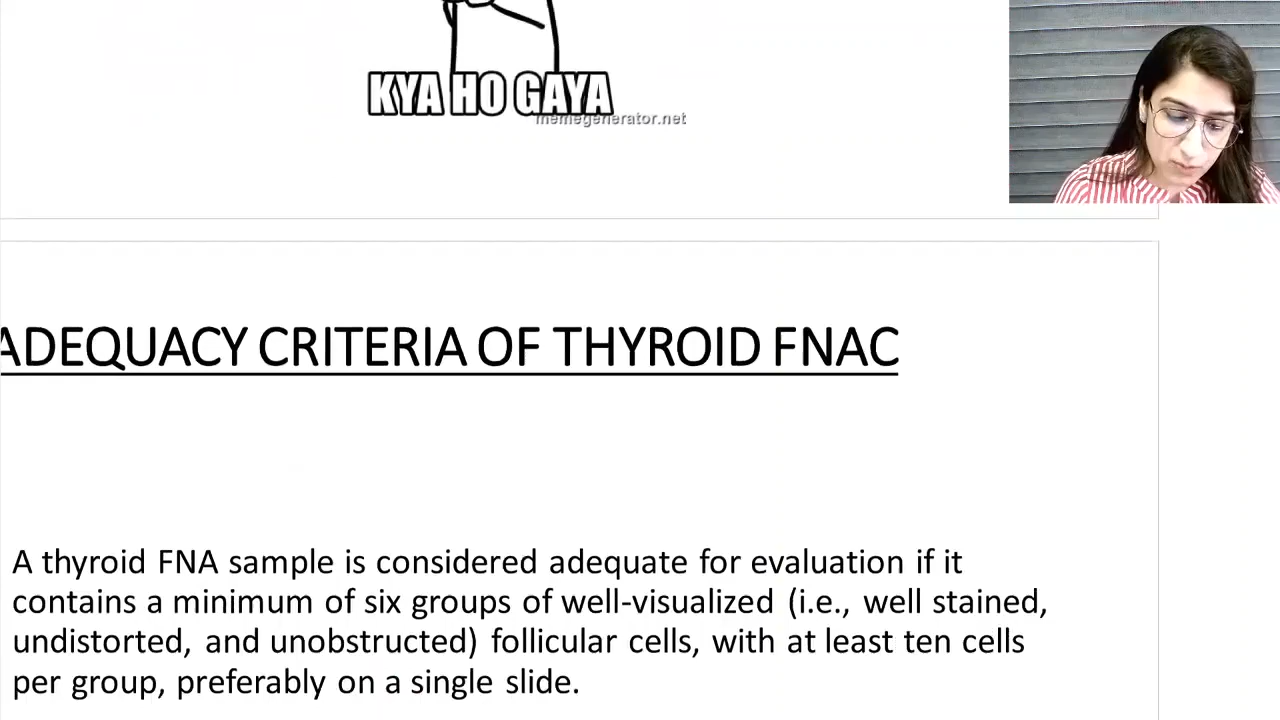 KYA HO GAYA
memegenerator.net
ADEQUACY CRITERIA OF THYROID FNAC
A thyroid FNA sample is considered adequate for evaluation if it
contains a minimum of six groups of well-visualized (i.e., well stained,
undistorted, and unobstructed) follicular cells, with at least ten cells
per group, preferably on a single slide.